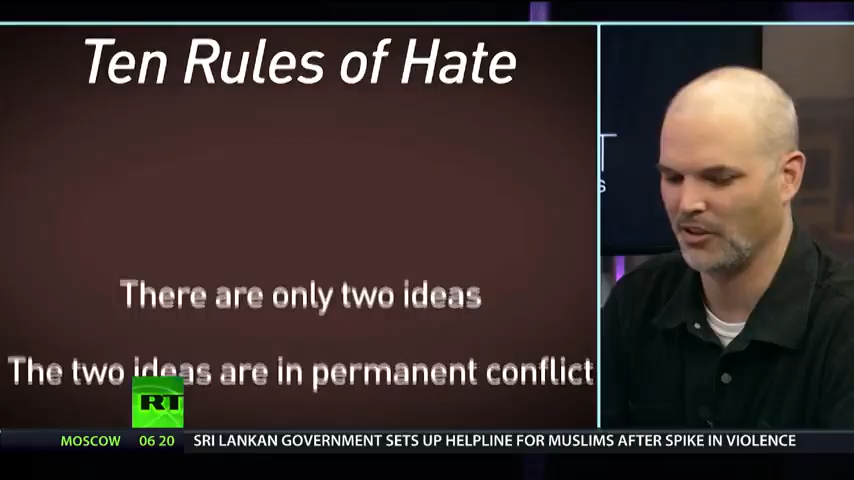 Ten Rules of Hate
There are only two ideas
The two ideas are in permanent conflict
T
s
RT
MOSCOW 06 20 SRI LANKAN GOVERNMENT SETS UP HELPLINE FOR MUSLIMS AFTER SPIKE IN VIOLENCE